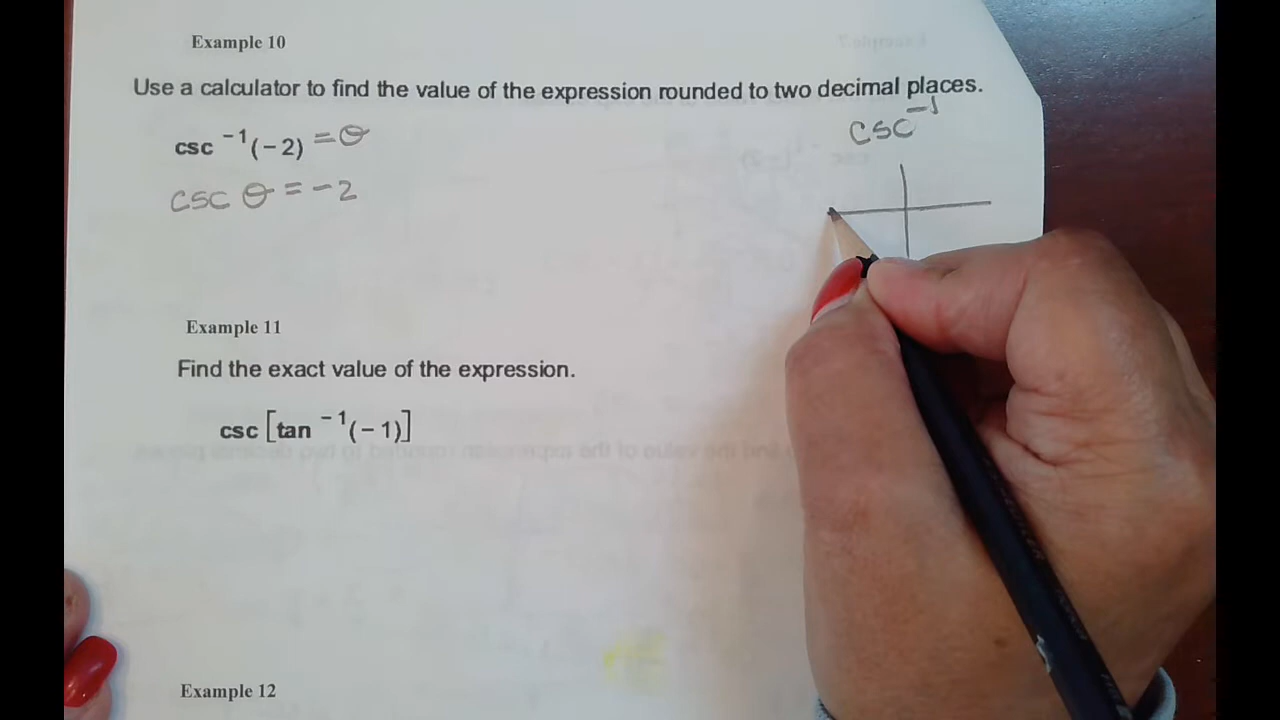 Example 10
Use a calculator to find the value of the expression rounded to two decimal places.
csc⁻¹(−2) = θ
csc⁻¹
csc θ = −2
Example 11
Find the exact value of the expression.
csc [tan⁻¹(−1)]
Example 12